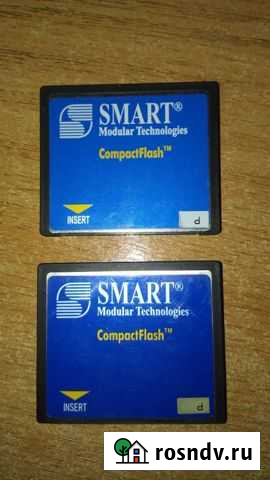 SMART®
Modular Technologies
CompactFlash™
INSERT
d
SMART®
Modular Technologies
CompactFlash™
INSERT
d
rosndv.ru